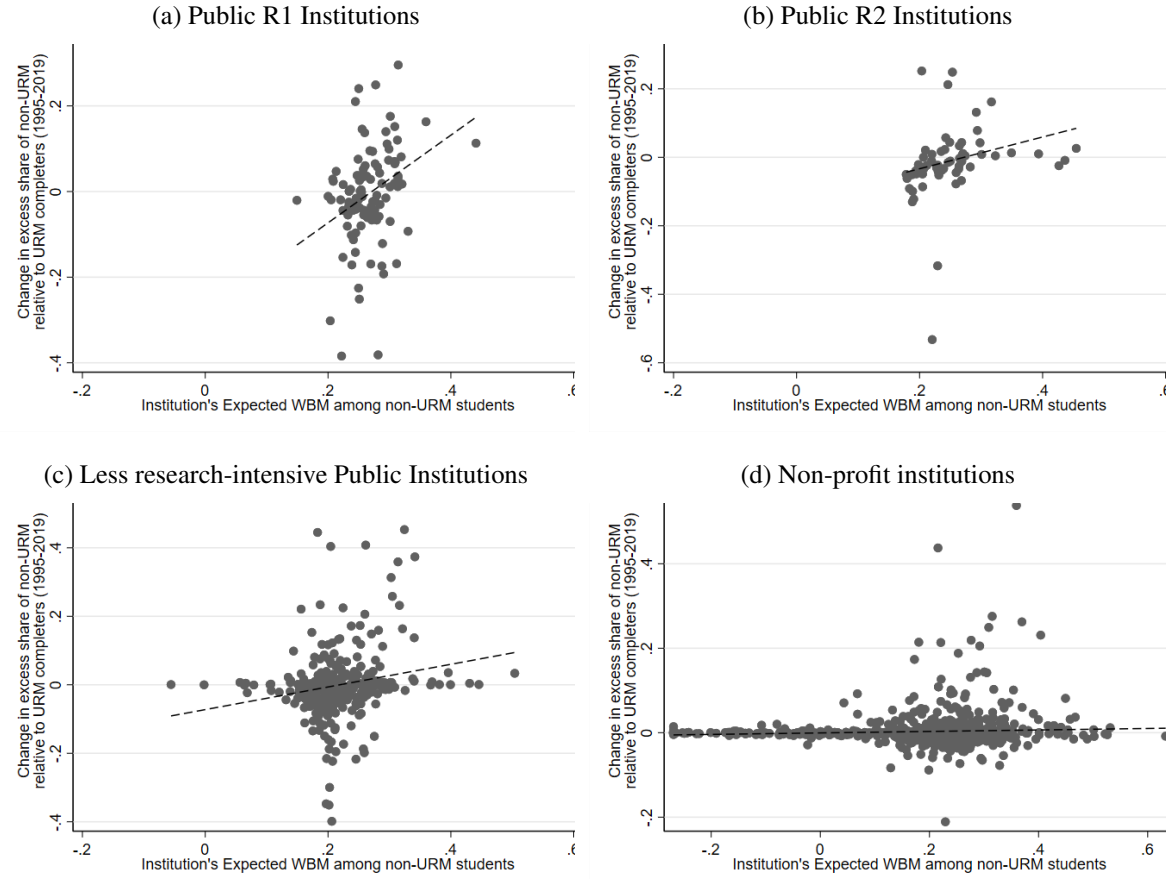 (a) Public R1 Institutions
Change in excess share of non-URM
relative to URM completers (1995-2019)
.2
0
-.2
-.4
-.2 0 .2 .4 .6
Institution's Expected WBM among non-URM students
(b) Public R2 Institutions
Change in excess share of non-URM
relative to URM completers (1995-2019)
.2
0
-.2
-.4
-.6
-.2 0 .2 .4 .6
Institution's Expected WBM among non-URM students
(c) Less research-intensive Public Institutions
Change in excess share of non-URM
relative to URM completers (1995-2019)
.4
.2
0
-.2
-.4
-.2 0 .2 .4 .6
Institution's Expected WBM among non-URM students
(d) Non-profit institutions
Change in excess share of non-URM
relative to URM completers (1995-2019)
.4
.2
0
-.2
-.2 0 .2 .4 .6
Institution's Expected WBM among non-URM students